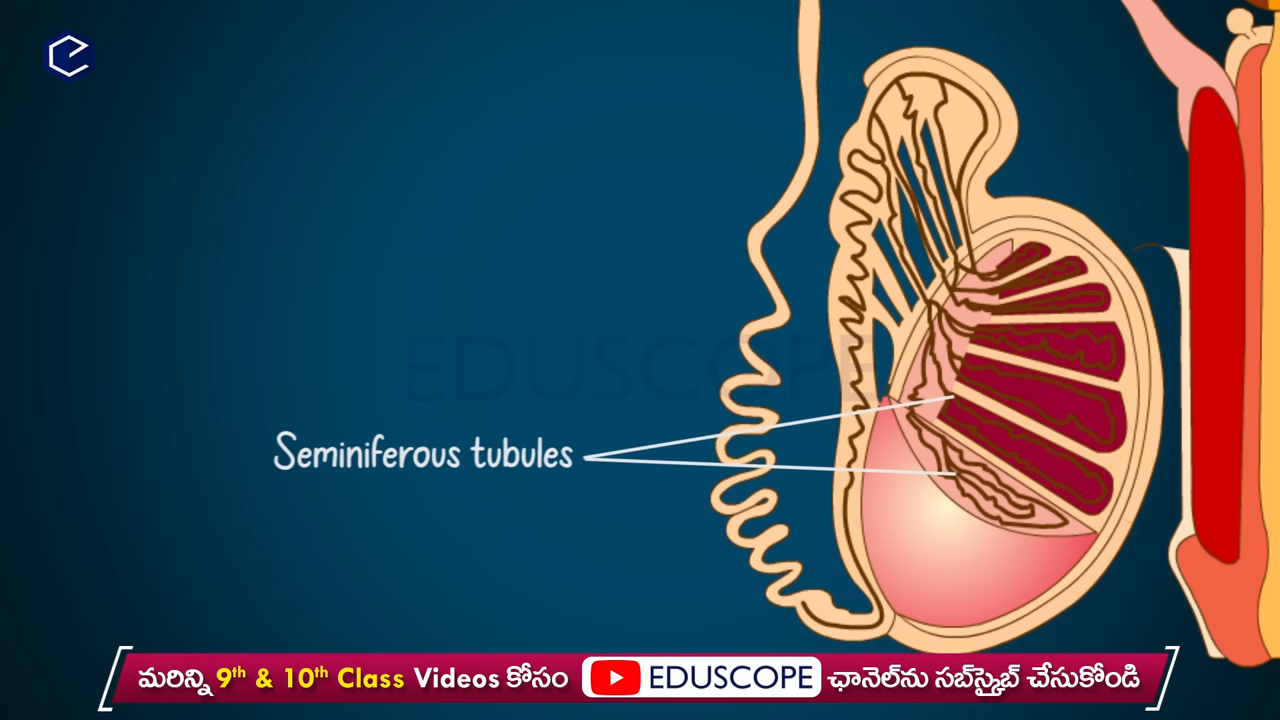 EDUSCOPE
Seminiferous tubules
మరిన్ని 9th & 10th Class Videos కోసం EDUSCOPE ఛానెల్‌ను సబ్‌స్క్రైబ్ చేసుకోండి